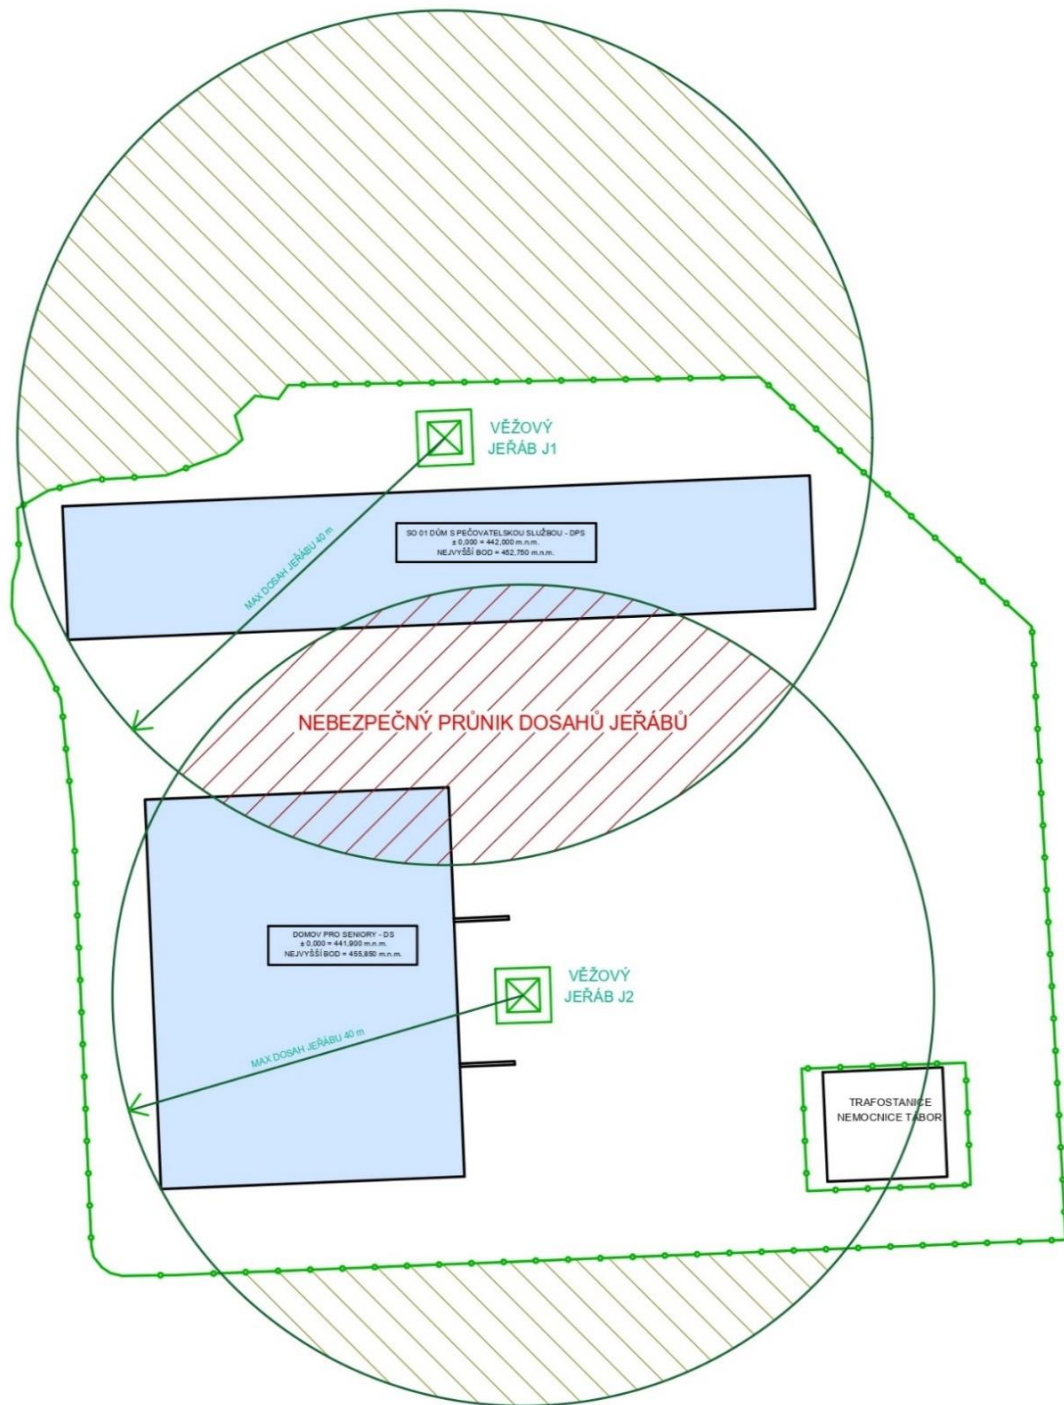 VĚŽOVÝ
JEŘÁB J1
SO 01 DŮM S PEČOVATELSKOU SLUŽBOU - DPS
± 0,000 = 442,000 m.n.m.
NEJVYŠŠÍ BOD = 452,750 m.n.m.
MAX DOSAH JEŘÁBU 40 m
NEBEZPEČNÝ PRŮNIK DOSAHŮ JEŘÁBŮ
DOMOV PRO SENIORY - DS
± 0,000 = 441,900 m.n.m.
NEJVYŠŠÍ BOD = 455,850 m.n.m.
VĚŽOVÝ
JEŘÁB J2
MAX DOSAH JEŘÁBU 40 m
TRAFOSTANICE
NEMOCNICE TÁBOR